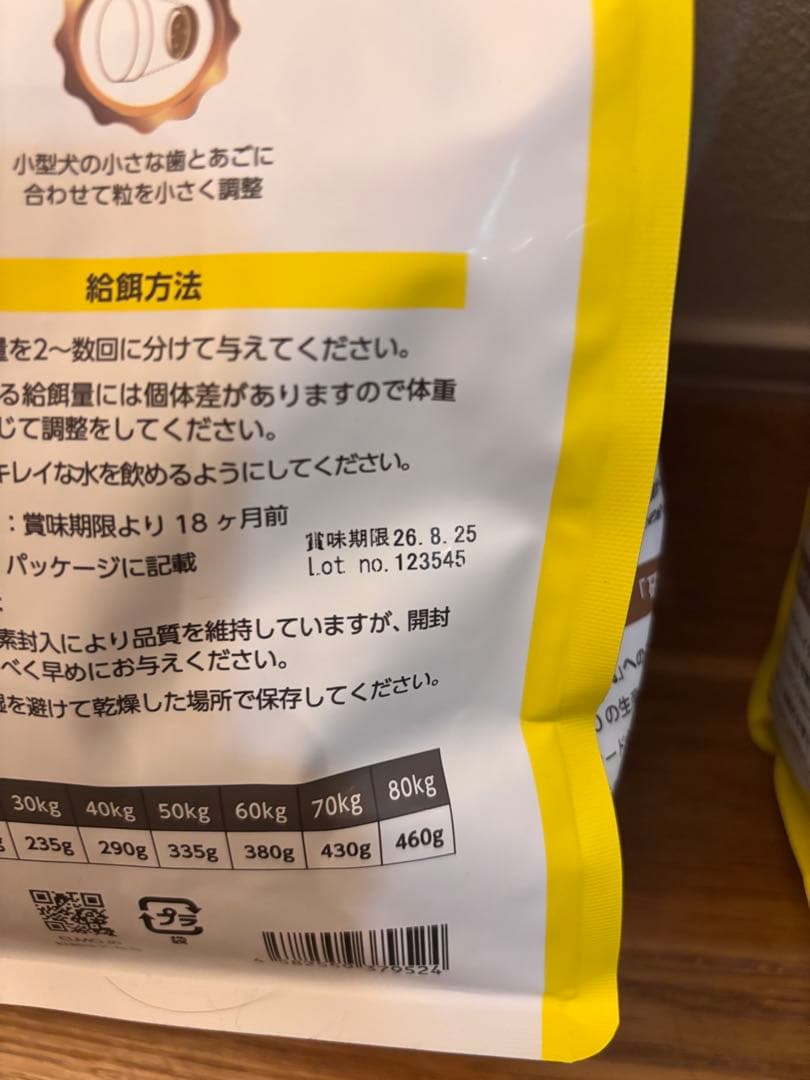 小型犬の小さな歯とあごに
合わせて粒を小さく調整
給餌方法
量を2〜数回に分けて与えてください。
る給餌量には個体差がありますので体重
じて調整をしてください。
キレイな水を飲めるようにしてください。
：賞味期限より 18 ヶ月前
パッケージに記載
賞味期限26. 8. 25
Lot no. 123545
素封入により品質を維持していますが、開封
べく早めにお与えください。
湿を避けて乾燥した場所で保存してください。
30kg 40kg 50kg 60kg 70kg 80kg
235g 290g 335g 380g 430g 460g
プラ
袋